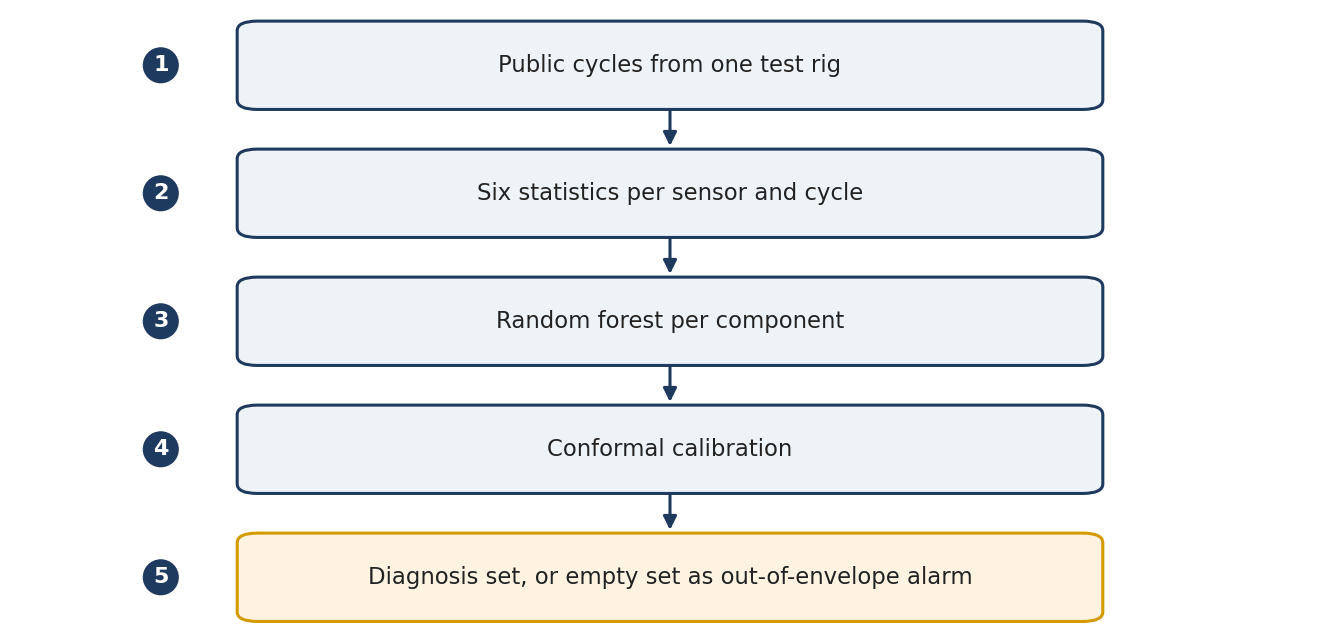 1 Public cycles from one test rig
2 Six statistics per sensor and cycle
3 Random forest per component
4 Conformal calibration
5 Diagnosis set, or empty set as out-of-envelope alarm